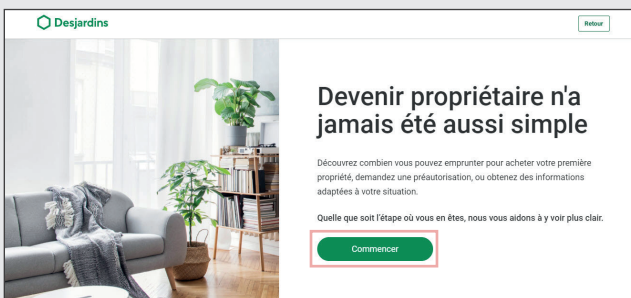 Desjardins
Retour
Devenir propriétaire n'a
jamais été aussi simple
Découvrez combien vous pouvez emprunter pour acheter votre première
propriété, demandez une préautorisation, ou obtenez des informations
adaptées à votre situation.
Quelle que soit l'étape où vous en êtes, nous vous aidons à y voir plus clair.
Commencer